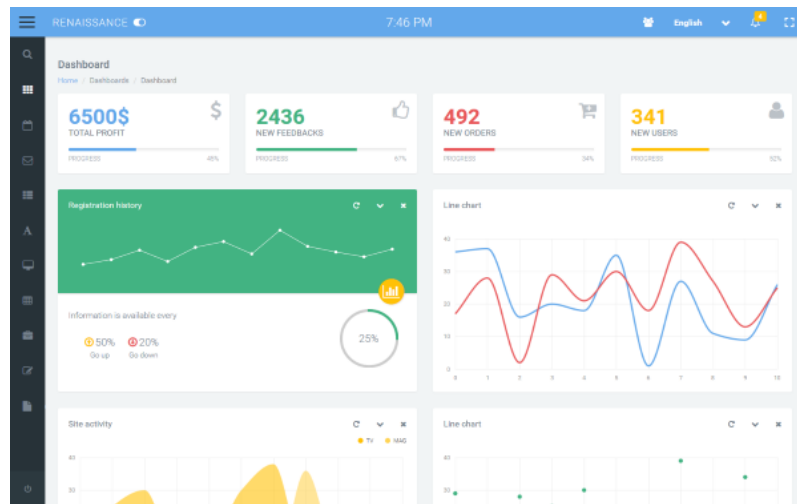 RENAISSANCE
7:46 PM
English
4
Dashboard
Home / Dashboards / Dashboard
6500$
TOTAL PROFIT
PROGRESS
2436
NEW FEEDBACKS
PROGRESS 67%
492
NEW ORDERS
PROGRESS
341
NEW USERS
PROGRESS
Registration history
Information is available every
50% 20%
Go up Go down
25%
Line chart
40
30
20
10
0
0 1 2 3 4 5 6 7 8 9 10
Site activity
TV MAG
40
30
Line chart
40
30